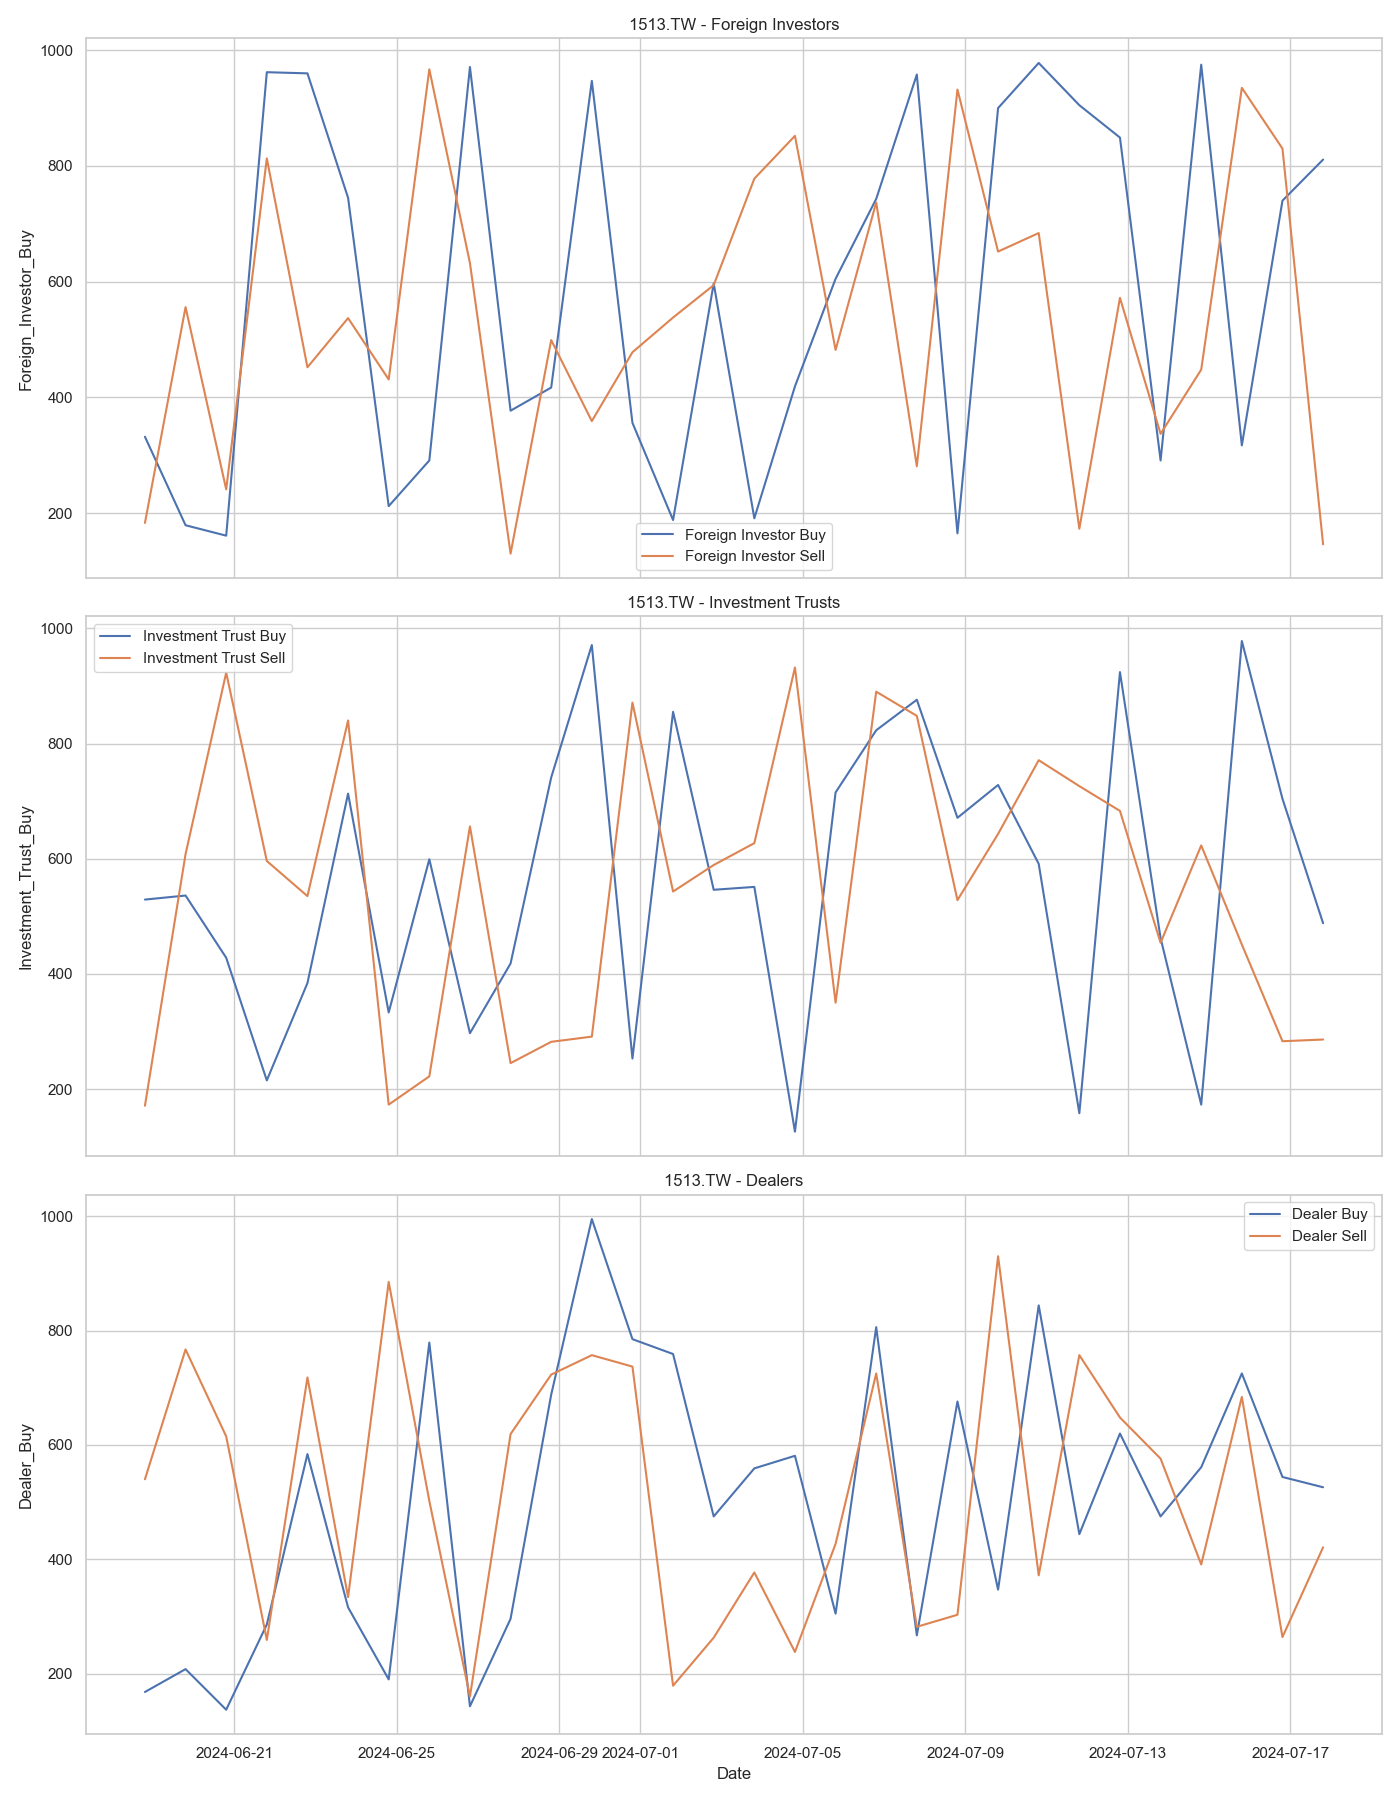 1513.TW - Foreign Investors
1000
800
600
400
200
Foreign_Investor_Buy
Foreign Investor Buy
Foreign Investor Sell
1513.TW - Investment Trusts
1000
800
600
400
200
Investment_Trust_Buy
Investment Trust Buy
Investment Trust Sell
1513.TW - Dealers
1000
800
600
400
200
Dealer_Buy
Dealer Buy
Dealer Sell
2024-06-21 2024-06-25 2024-06-29 2024-07-01 2024-07-05 2024-07-09 2024-07-13 2024-07-17
Date